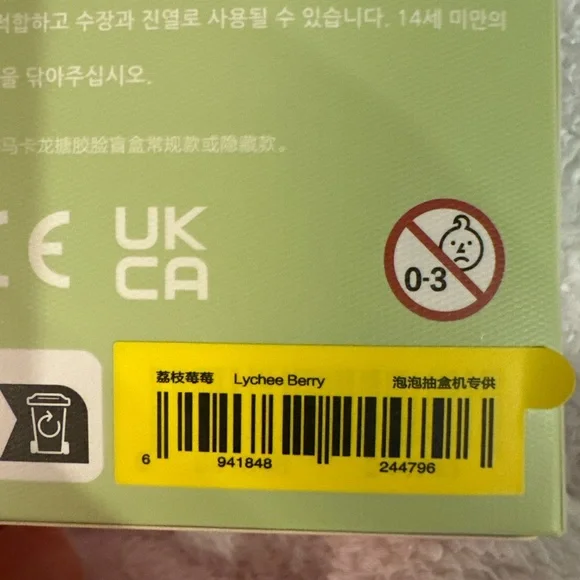 적합하고 수장과 진열로 사용될 수 있습니다. 14세 미만의
을 닦아주십시오.
马卡龙搪胶脸盲盒常规款或隐藏款。
CE UK
CA
0-3
荔枝莓莓 Lychee Berry 泡泡抽盒机专供
6 941848 244796